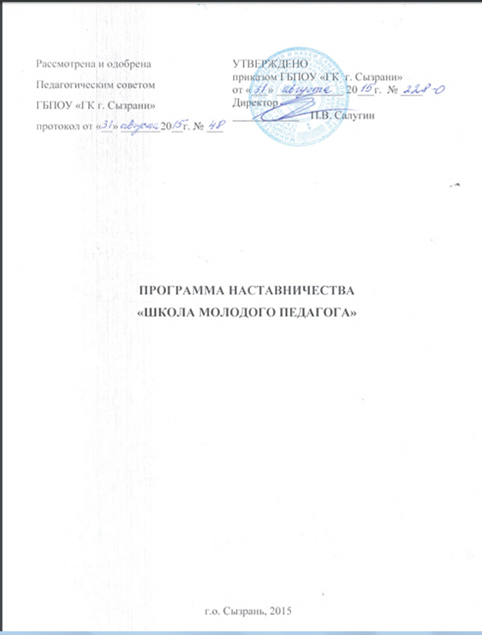 Рассмотрена и одобрена
Педагогическим советом
ГБПОУ «ГК г. Сызрани»
протокол от «31» августа 2015 г. № 48
УТВЕРЖДЕНО
приказом ГБПОУ «ГК г. Сызрани»
от «31» августа 2015 г. № 228-О
Директор
П.В. Салугин
ПРОГРАММА НАСТАВНИЧЕСТВА
«ШКОЛА МОЛОДОГО ПЕДАГОГА»
г.о. Сызрань, 2015